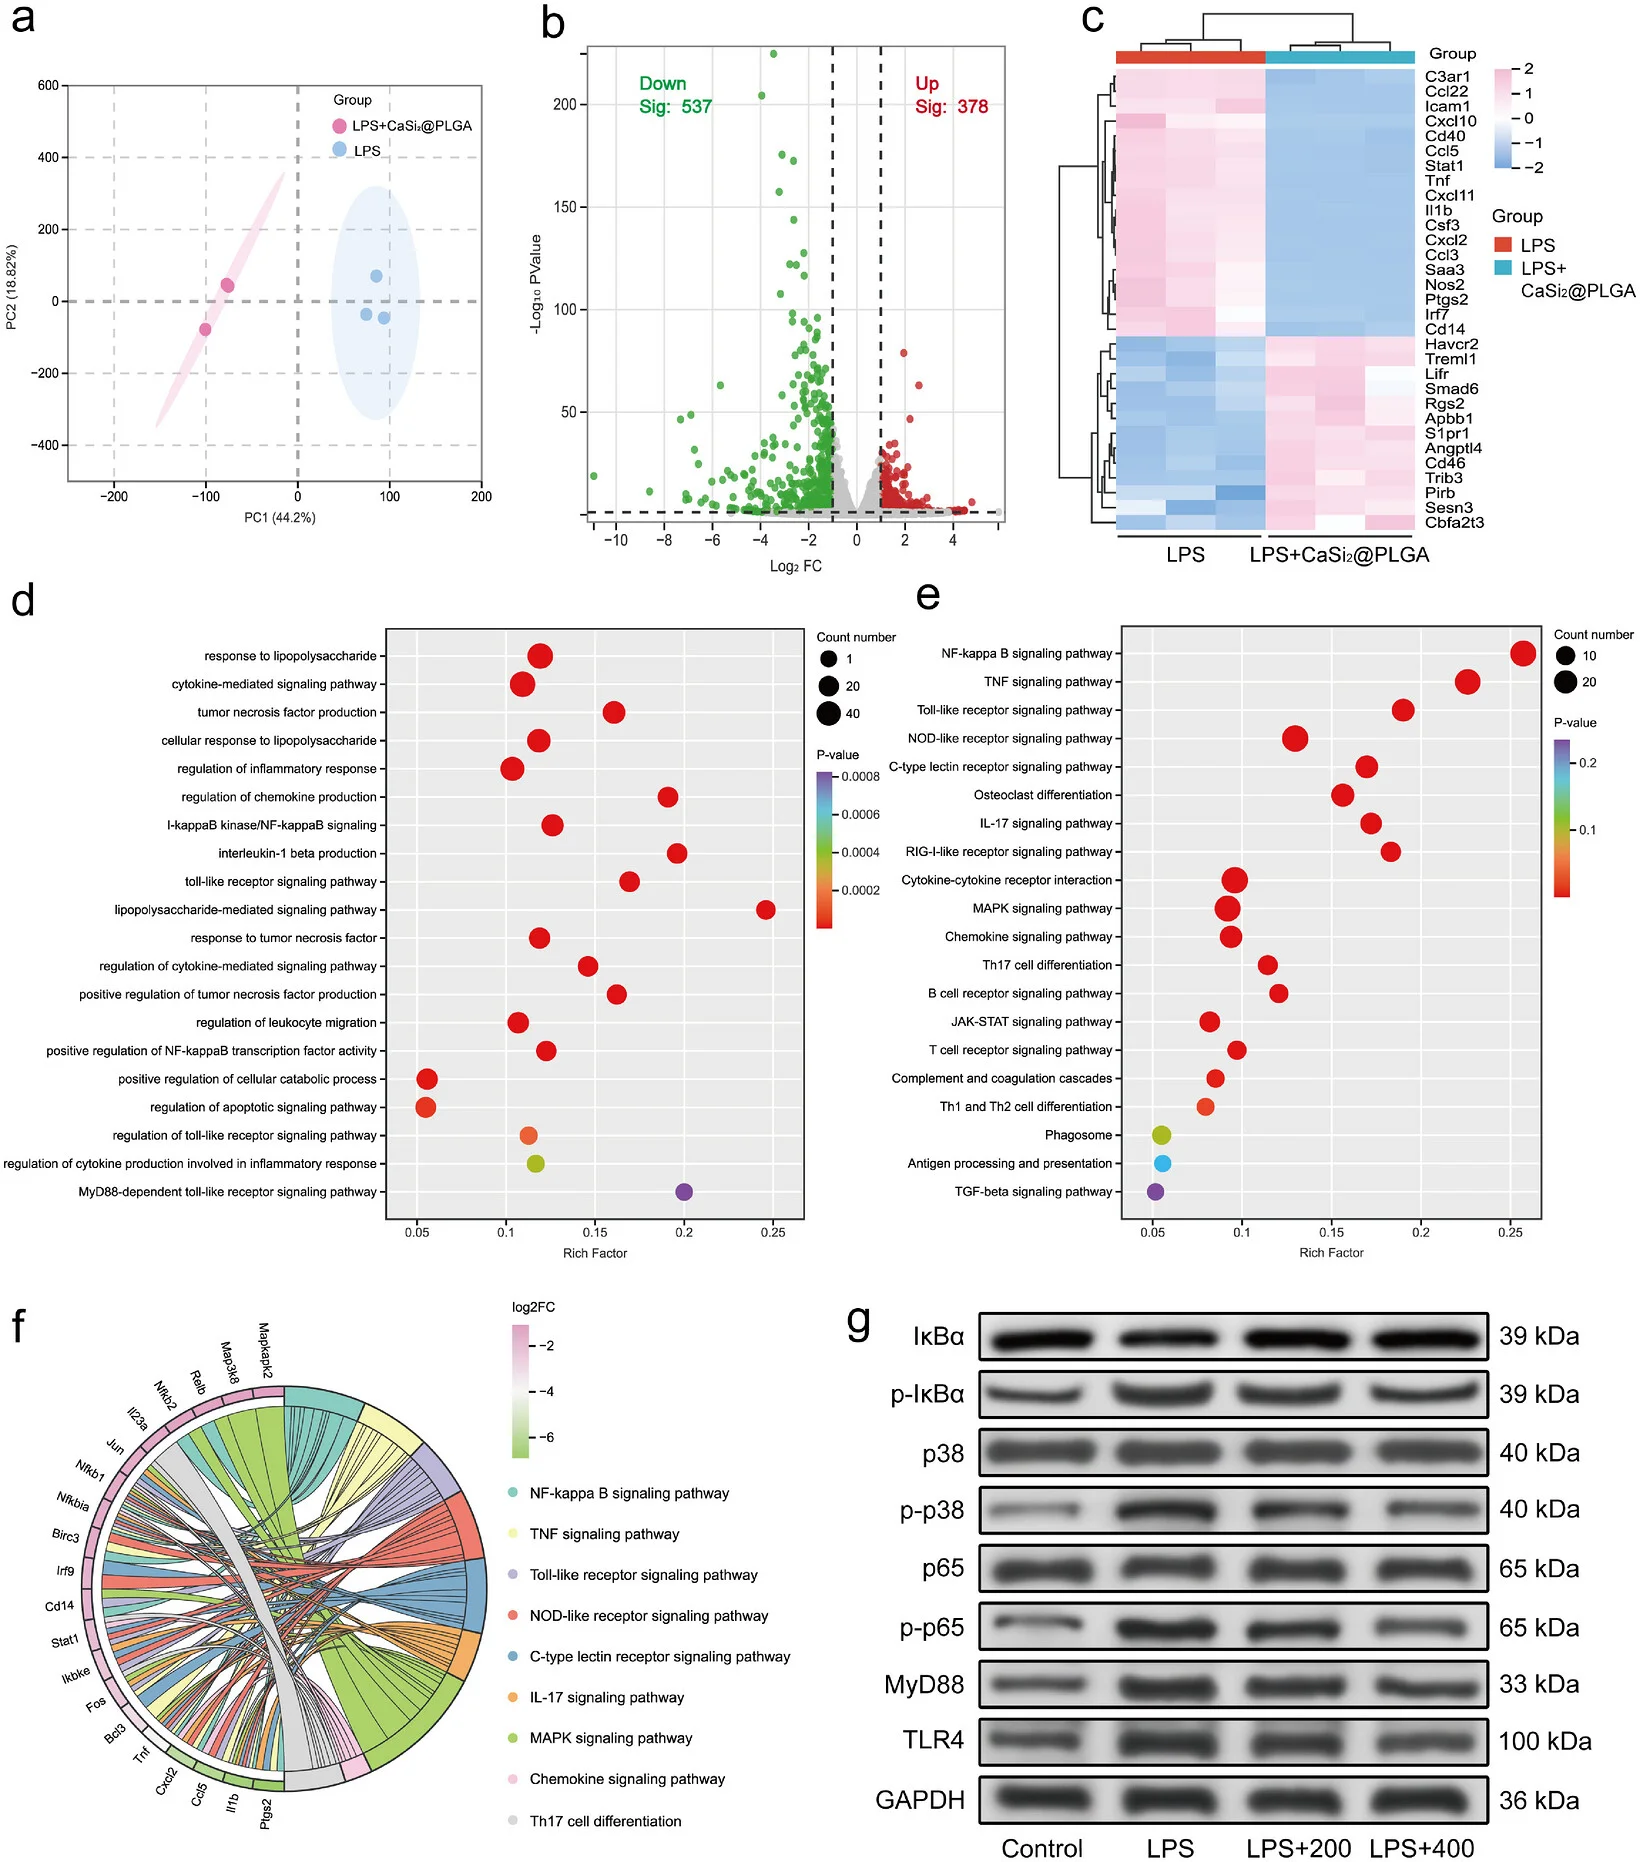 a
600
400
200
0
−200
−400
−200
−100
0
100
200
PC1 (44.2%)
PC2 (18.82%)
Group
LPS+CaSi₂@PLGA
LPS
b
Down
Sig: 537
Up
Sig: 378
200
150
100
50
−10
−8
−6
−4
−2
0
2
4
Log₂ FC
-Log₁₀ PValue
c
Group
C3ar1
Ccl22
Icam1
Cxcl10
Cd40
Ccl5
Stat1
Tnf
Cxcl11
Il1b
Csf3
Cxcl2
Ccl3
Saa3
Nos2
Ptgs2
Irf7
Cd14
Havcr2
Treml1
Lifr
Smad6
Rgs2
Apbb1
S1pr1
Angptl4
Cd46
Trib3
Pirb
Sesn3
Cbfa2t3
2
1
0
−1
−2
Group
LPS
LPS+
CaSi₂@PLGA
LPS
LPS+CaSi₂@PLGA
d
response to lipopolysaccharide
cytokine-mediated signaling pathway
tumor necrosis factor production
cellular response to lipopolysaccharide
regulation of inflammatory response
regulation of chemokine production
I-kappaB kinase/NF-kappaB signaling
interleukin-1 beta production
toll-like receptor signaling pathway
lipopolysaccharide-mediated signaling pathway
response to tumor necrosis factor
regulation of cytokine-mediated signaling pathway
positive regulation of tumor necrosis factor production
regulation of leukocyte migration
positive regulation of NF-kappaB transcription factor activity
positive regulation of cellular catabolic process
regulation of apoptotic signaling pathway
regulation of toll-like receptor signaling pathway
regulation of cytokine production involved in inflammatory response
MyD88-dependent toll-like receptor signaling pathway
0.05
0.1
0.15
0.2
0.25
Rich Factor
Count number
1
20
40
P-value
0.0008
0.0006
0.0004
0.0002
e
NF-kappa B signaling pathway
TNF signaling pathway
Toll-like receptor signaling pathway
NOD-like receptor signaling pathway
C-type lectin receptor signaling pathway
Osteoclast differentiation
IL-17 signaling pathway
RIG-I-like receptor signaling pathway
Cytokine-cytokine receptor interaction
MAPK signaling pathway
Chemokine signaling pathway
Th17 cell differentiation
B cell receptor signaling pathway
JAK-STAT signaling pathway
T cell receptor signaling pathway
Complement and coagulation cascades
Th1 and Th2 cell differentiation
Phagosome
Antigen processing and presentation
TGF-beta signaling pathway
0.05
0.1
0.15
0.2
0.25
Rich Factor
Count number
10
20
P-value
0.2
0.1
f
Mapkapk2
Map3k8
Relb
Nfkb2
Il23a
Jun
Nfkb1
Nfkbia
Birc3
Irf9
Cd14
Stat1
Ikbke
Fos
Bcl3
Tnf
Cxcl2
Ccl5
Il1b
Ptgs2
log2FC
−2
−4
−6
NF-kappa B signaling pathway
TNF signaling pathway
Toll-like receptor signaling pathway
NOD-like receptor signaling pathway
C-type lectin receptor signaling pathway
IL-17 signaling pathway
MAPK signaling pathway
Chemokine signaling pathway
Th17 cell differentiation
g
IκBα 39 kDa
p-IκBα 39 kDa
p38 40 kDa
p-p38 40 kDa
p65 65 kDa
p-p65 65 kDa
MyD88 33 kDa
TLR4 100 kDa
GAPDH 36 kDa
Control LPS LPS+200 LPS+400